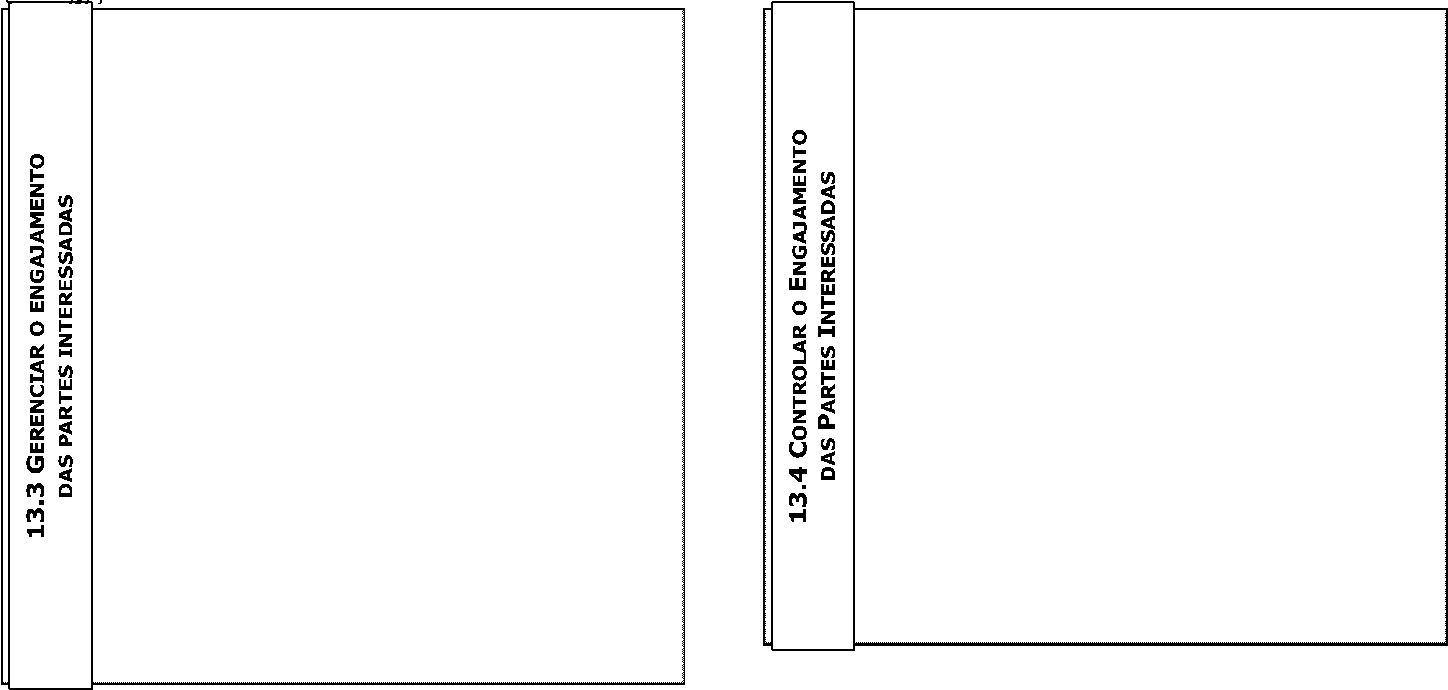 13.3 GERENCIAR O ENGAJAMENTO
DAS PARTES INTERESSADAS
13.4 CONTROLAR O ENGAJAMENTO
DAS PARTES INTERESSADAS